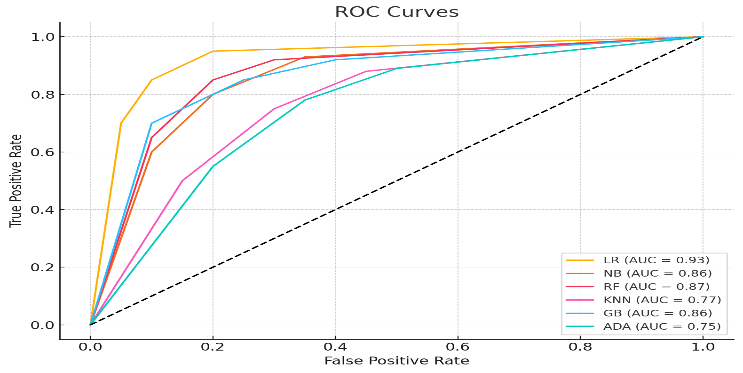 ROC Curves
True Positive Rate
1.0
0.8
0.6
0.4
0.2
0.0
LR (AUC = 0.93)
NB (AUC = 0.86)
RF (AUC = 0.87)
KNN (AUC = 0.77)
GB (AUC = 0.86)
ADA (AUC = 0.75)
0.0 0.2 0.4 0.6 0.8 1.0
False Positive Rate